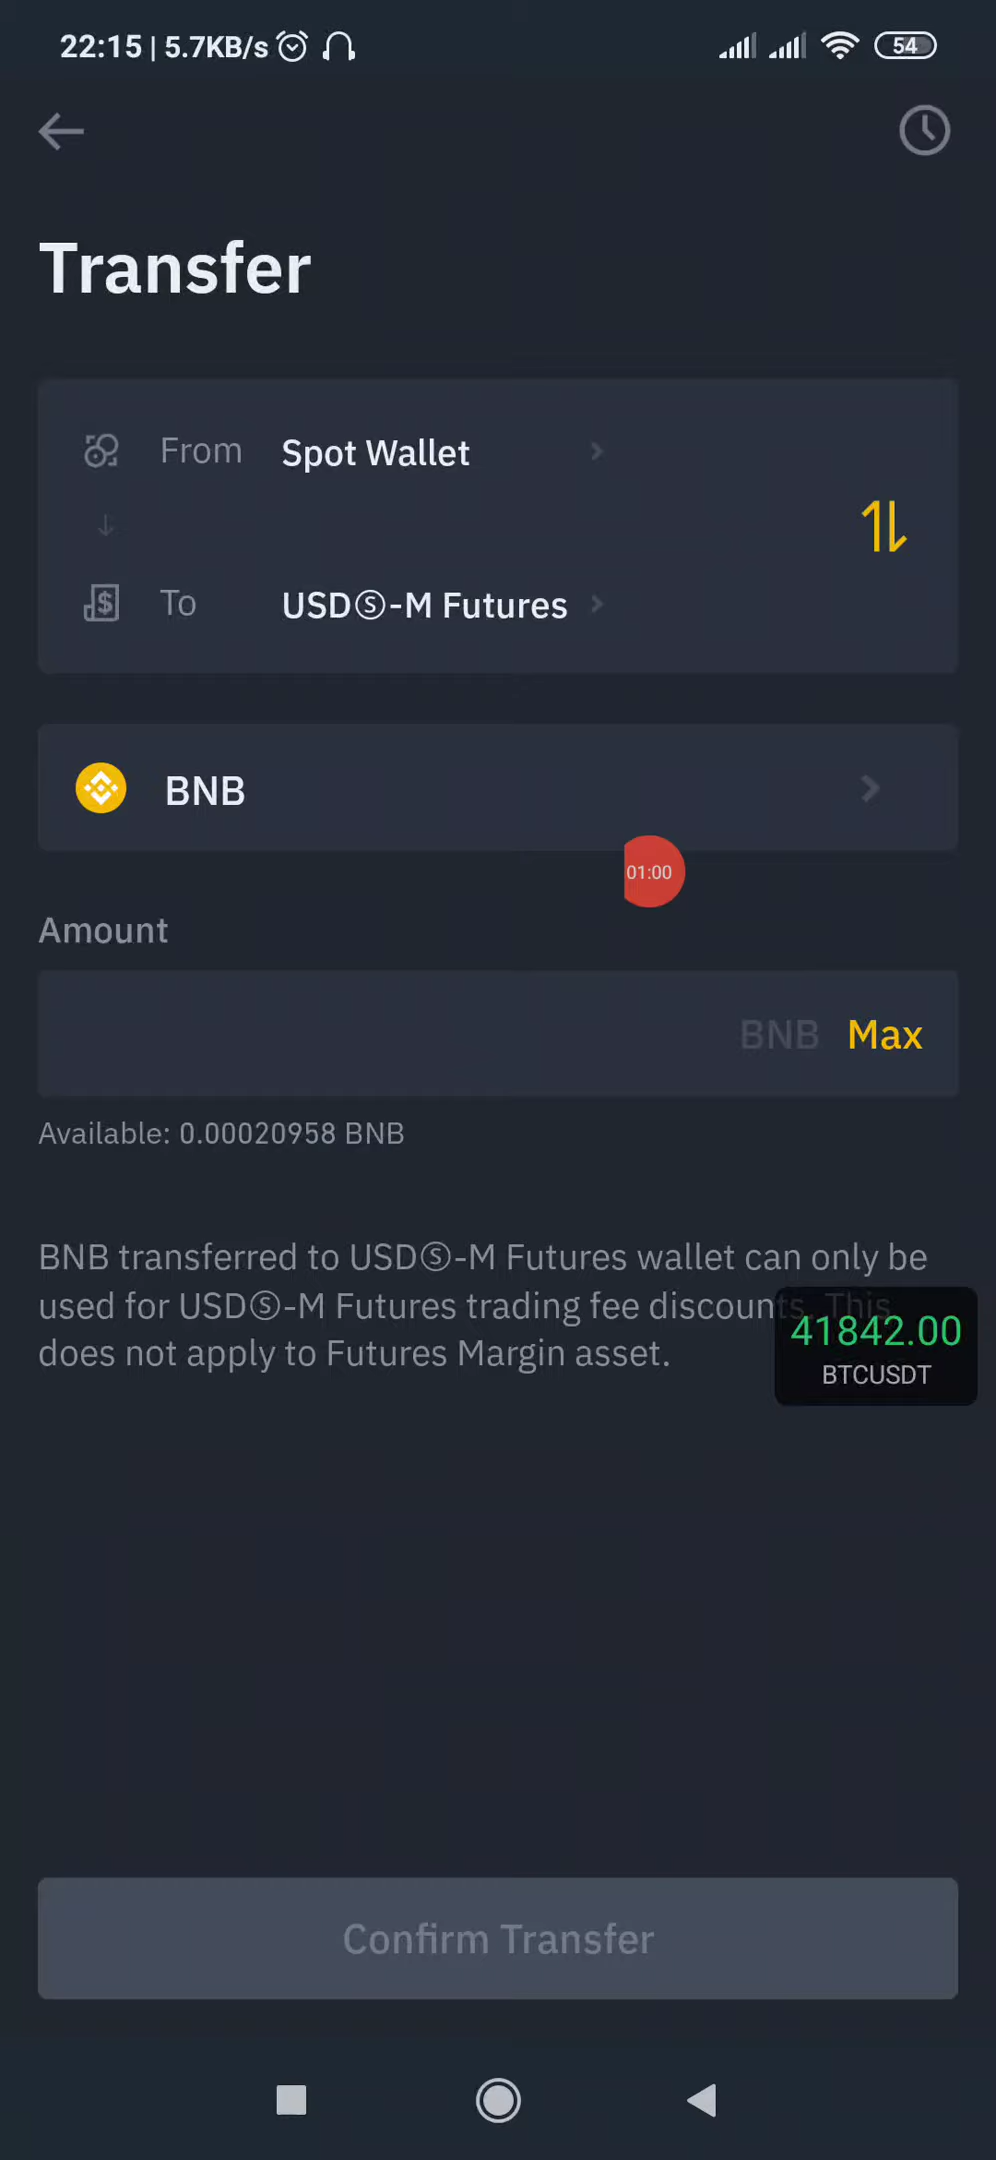 22:15 | 5.7KB/s
54
Transfer
From Spot Wallet
To USDⓈ-M Futures
BNB
01:00
Amount
BNB Max
Available: 0.00020958 BNB
BNB transferred to USDⓈ-M Futures wallet can only be
used for USDⓈ-M Futures trading fee discounts. This
does not apply to Futures Margin asset.
41842.00
BTCUSDT
Confirm Transfer